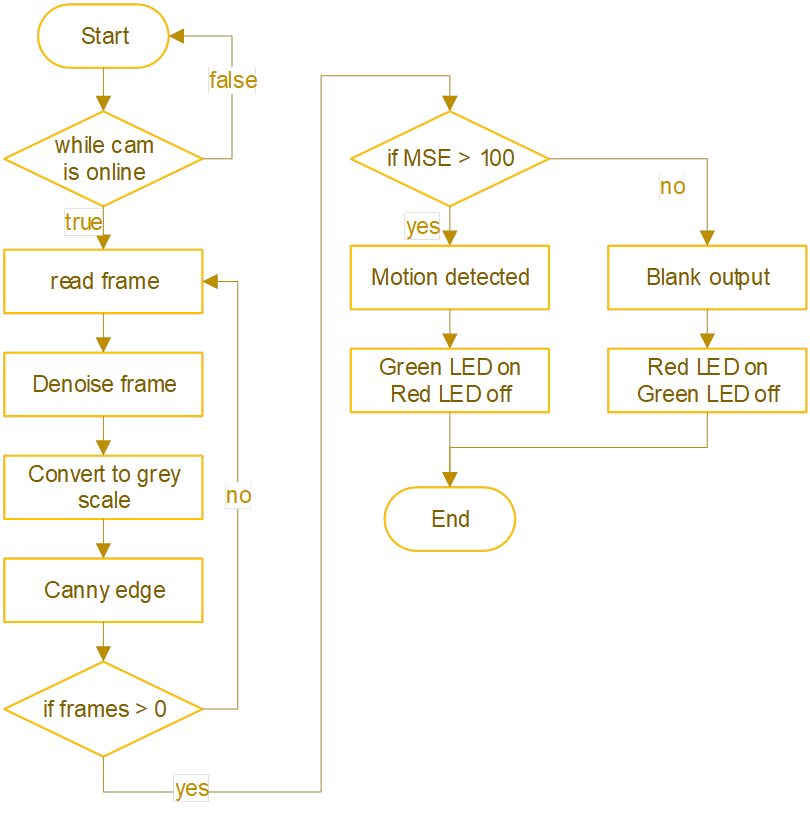 Start
false
while cam
is online
true
read frame
Denoise frame
Convert to grey
scale
no
Canny edge
if frames > 0
yes
if MSE > 100
no
yes
Motion detected
Blank output
Green LED on
Red LED off
Red LED on
Green LED off
End